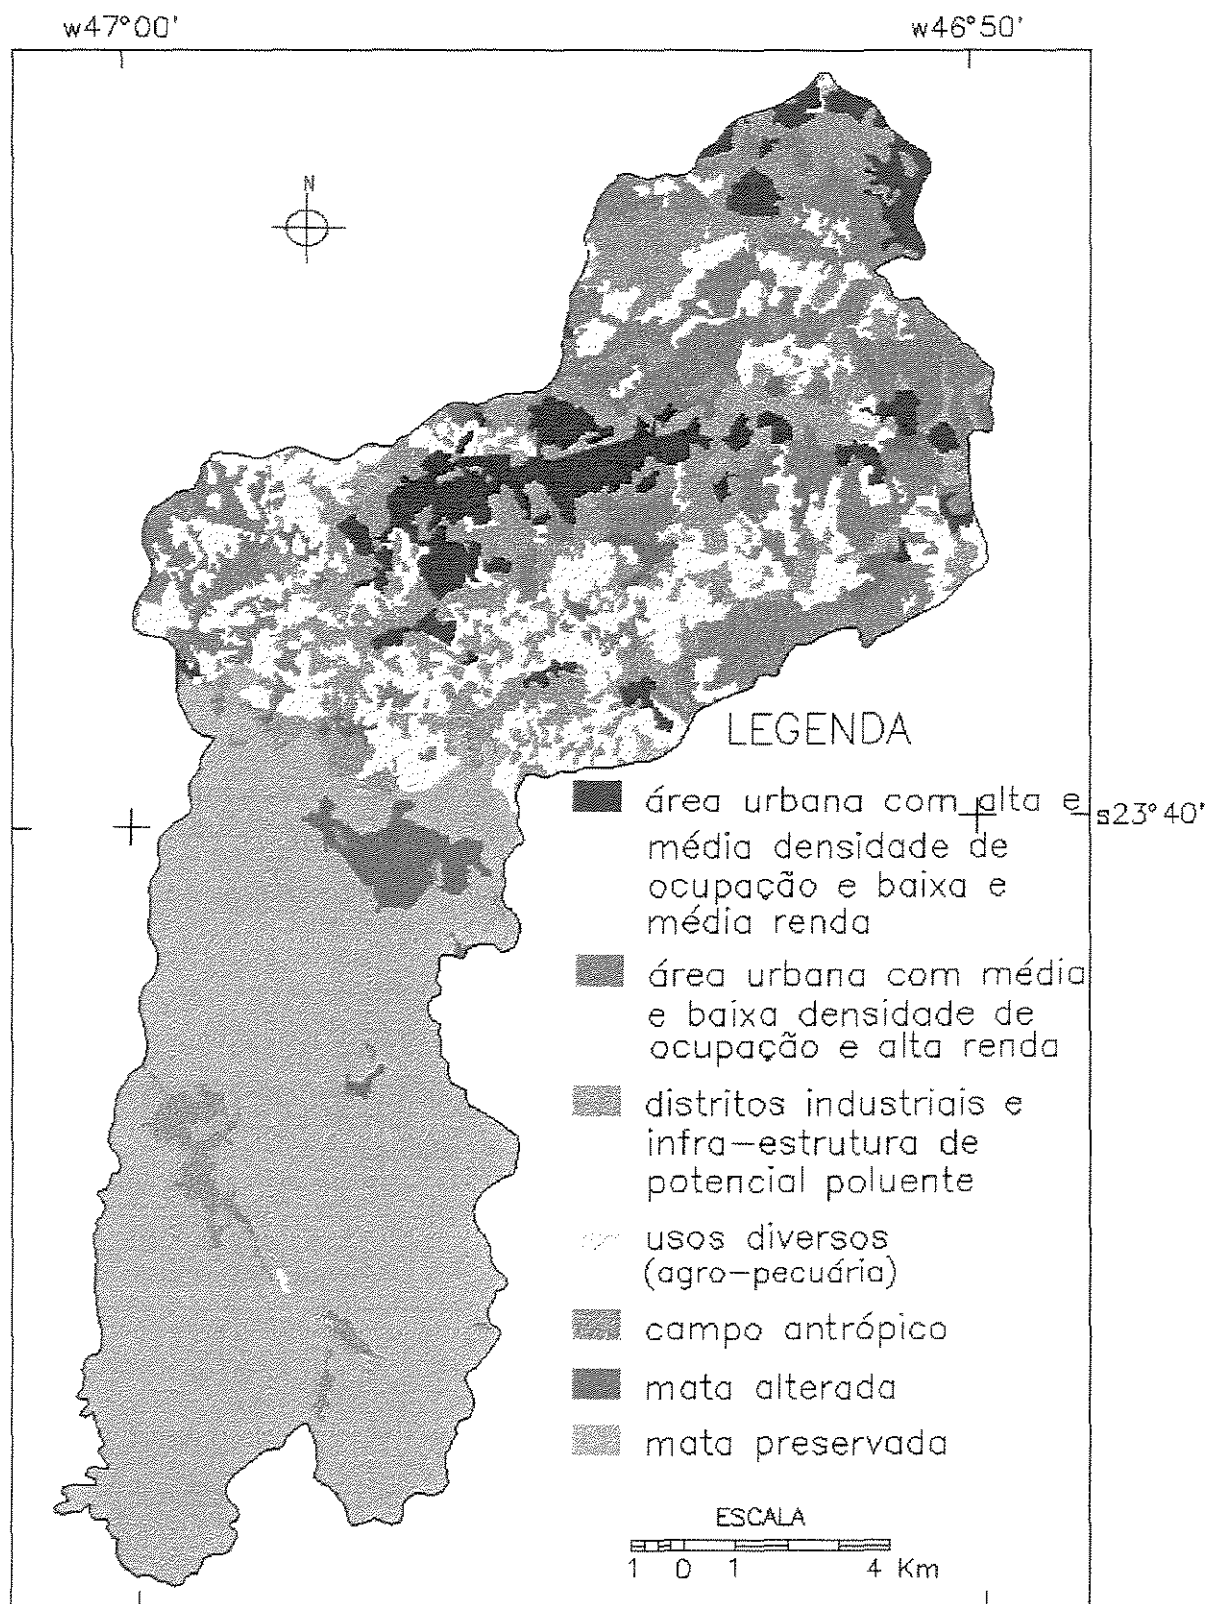 w47°00'
w46°50'
N
LEGENDA
área urbana com alta e
média densidade de
ocupação e baixa e
média renda
s23°40'
área urbana com média
e baixa densidade de
ocupação e alta renda
distritos industriais e
infra-estrutura de
potencial poluente
usos diversos
(agro-pecuária)
campo antrópico
mata alterada
mata preservada
ESCALA
1 0 1 4 Km